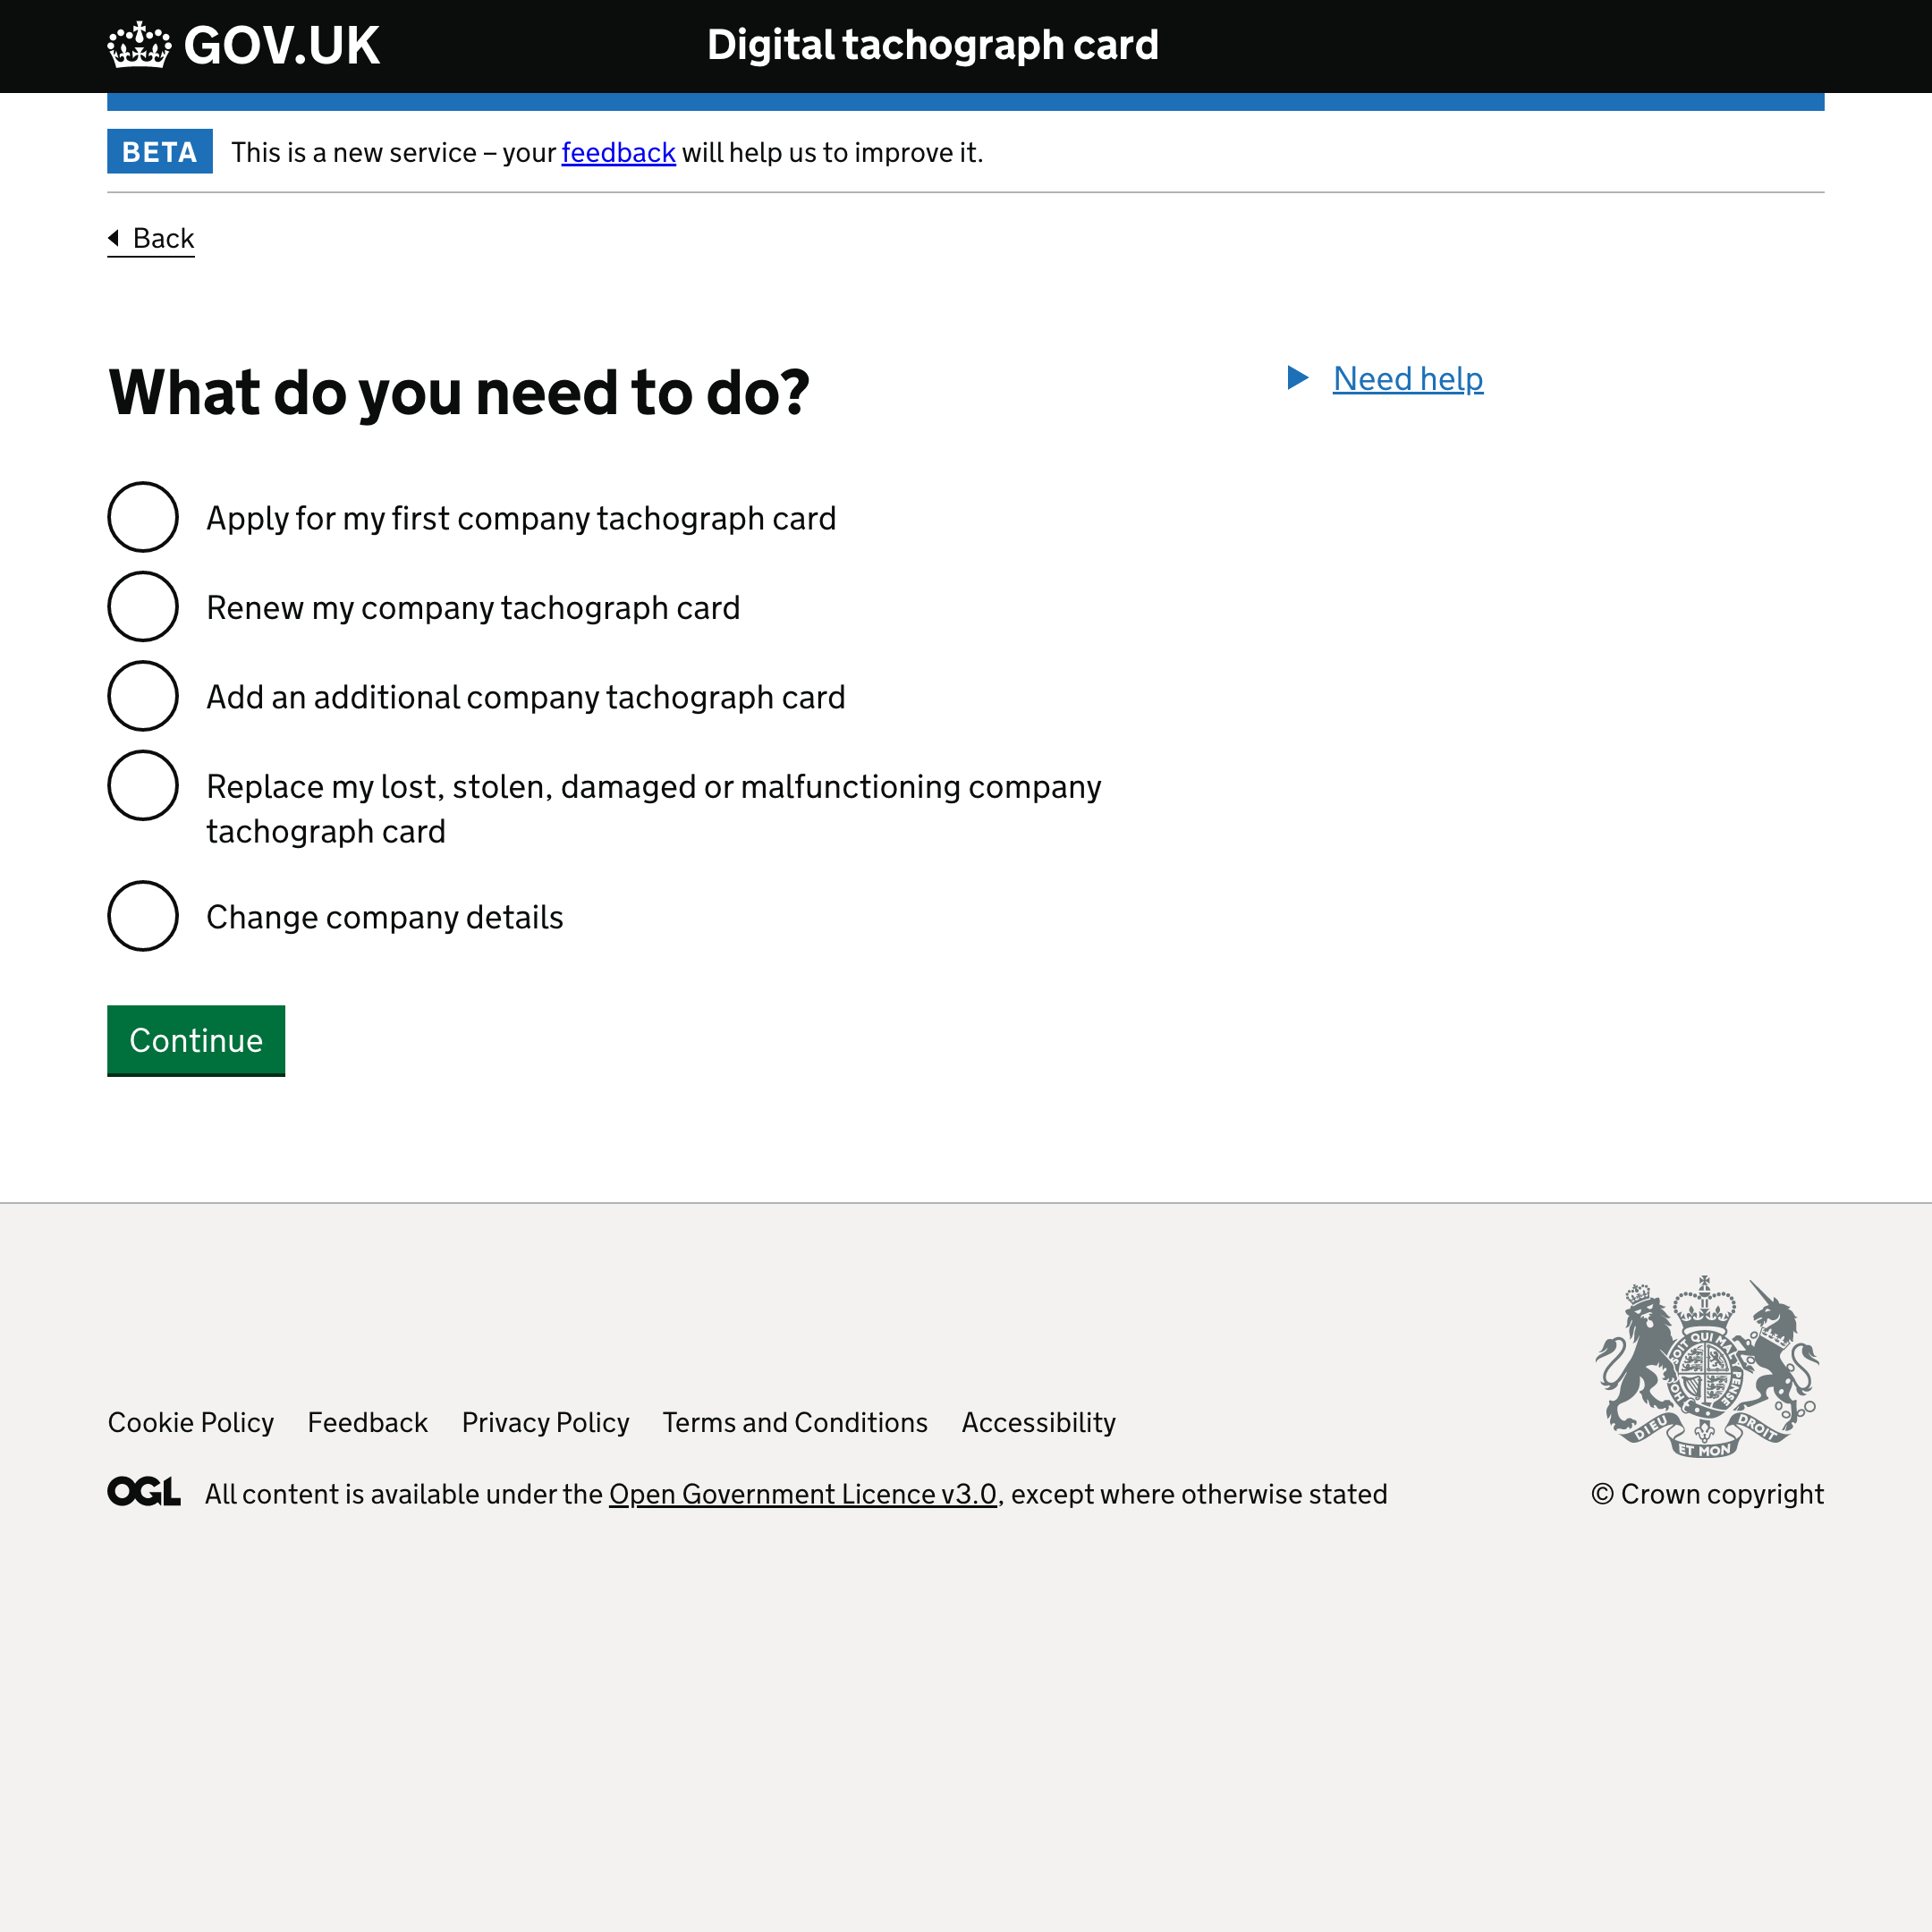 GOV.UK
Digital tachograph card
BETA
This is a new service – your feedback will help us to improve it.
Back
What do you need to do?
Need help
Apply for my first company tachograph card
Renew my company tachograph card
Add an additional company tachograph card
Replace my lost, stolen, damaged or malfunctioning company
tachograph card
Change company details
Continue
Cookie Policy Feedback Privacy Policy Terms and Conditions Accessibility
OGL All content is available under the Open Government Licence v3.0, except where otherwise stated
DIEU ET MON DROIT
© Crown copyright